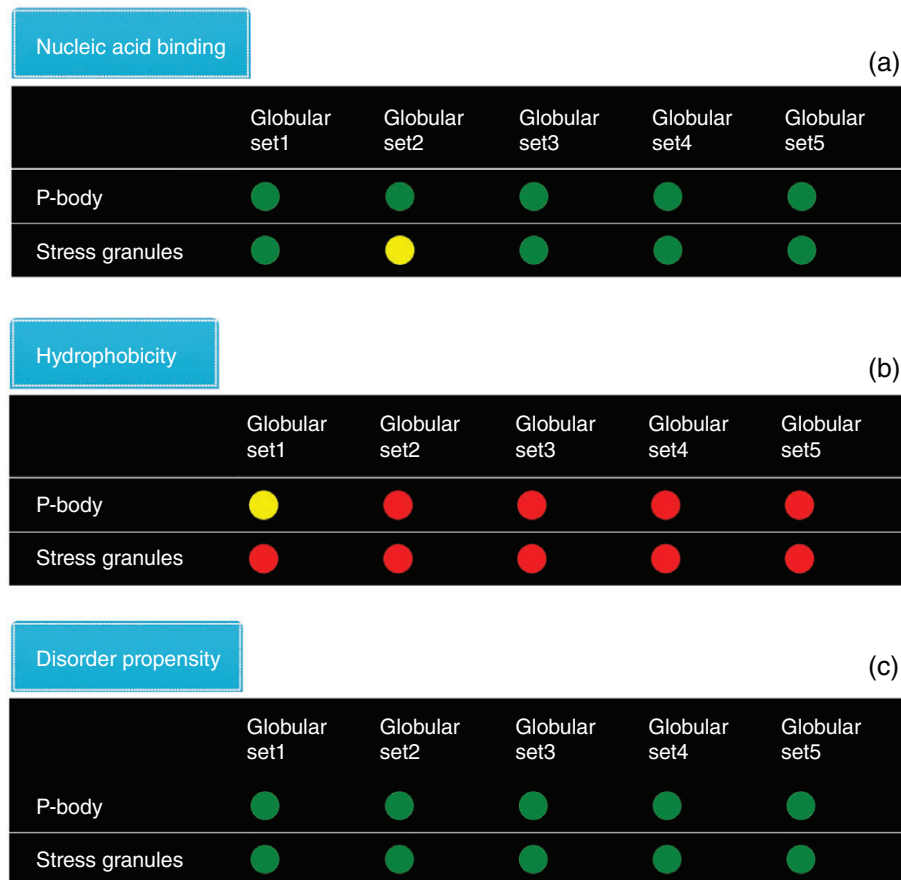 Nucleic acid binding
(a)
Globular set1 Globular set2 Globular set3 Globular set4 Globular set5
P-body
Stress granules
Hydrophobicity
(b)
Globular set1 Globular set2 Globular set3 Globular set4 Globular set5
P-body
Stress granules
Disorder propensity
(c)
Globular set1 Globular set2 Globular set3 Globular set4 Globular set5
P-body
Stress granules